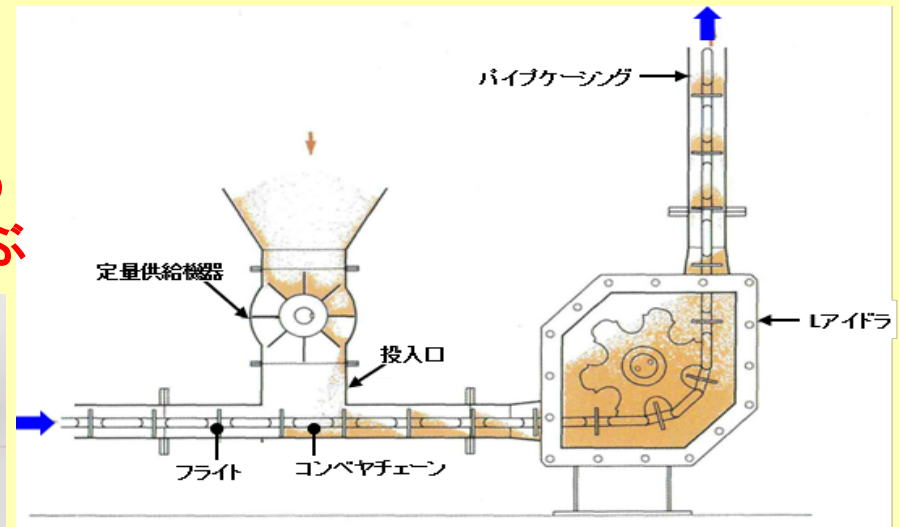 パイプケーシング
ぶ
定量供給機器
Lアイドラ
投入口
フライト
コンベヤチェーン